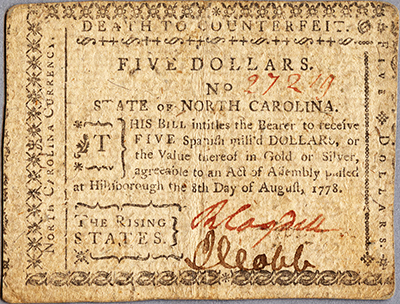 DEATH TO COUNTERFEIT.
FIVE DOLLARS.
No
STATE OF NORTH CAROLINA.
THIS BILL intitles the Bearer to receive
FIVE Spanish mill'd DOLLARS, or
the Value thereof in Gold or Silver,
agreeable to an Act of Assembly passed
at Hillsborough the 8th Day of August, 1778.
THE RISING
STATES.
NORTH CAROLINA CURRENCY.
FIVE DOLLARS.